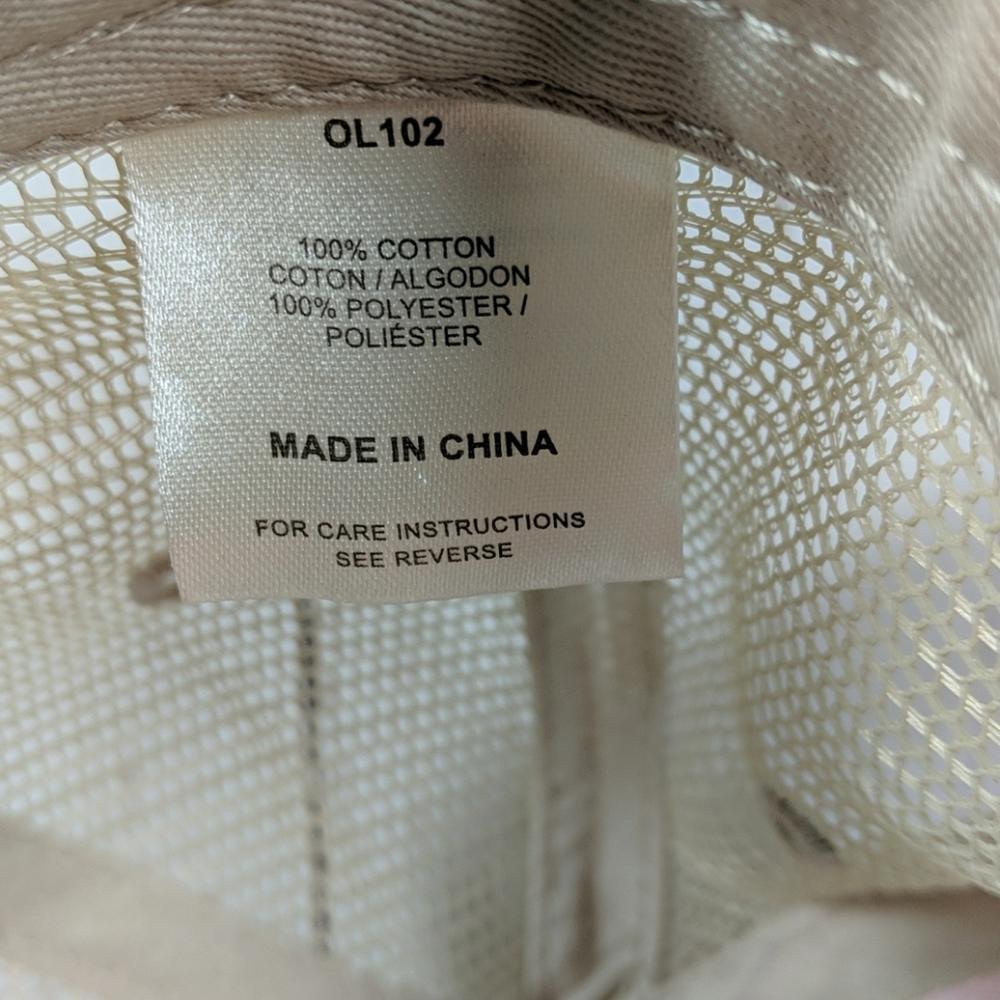 OL102
100% COTTON
COTON / ALGODON
100% POLYESTER /
POLIÉSTER
MADE IN CHINA
FOR CARE INSTRUCTIONS
SEE REVERSE